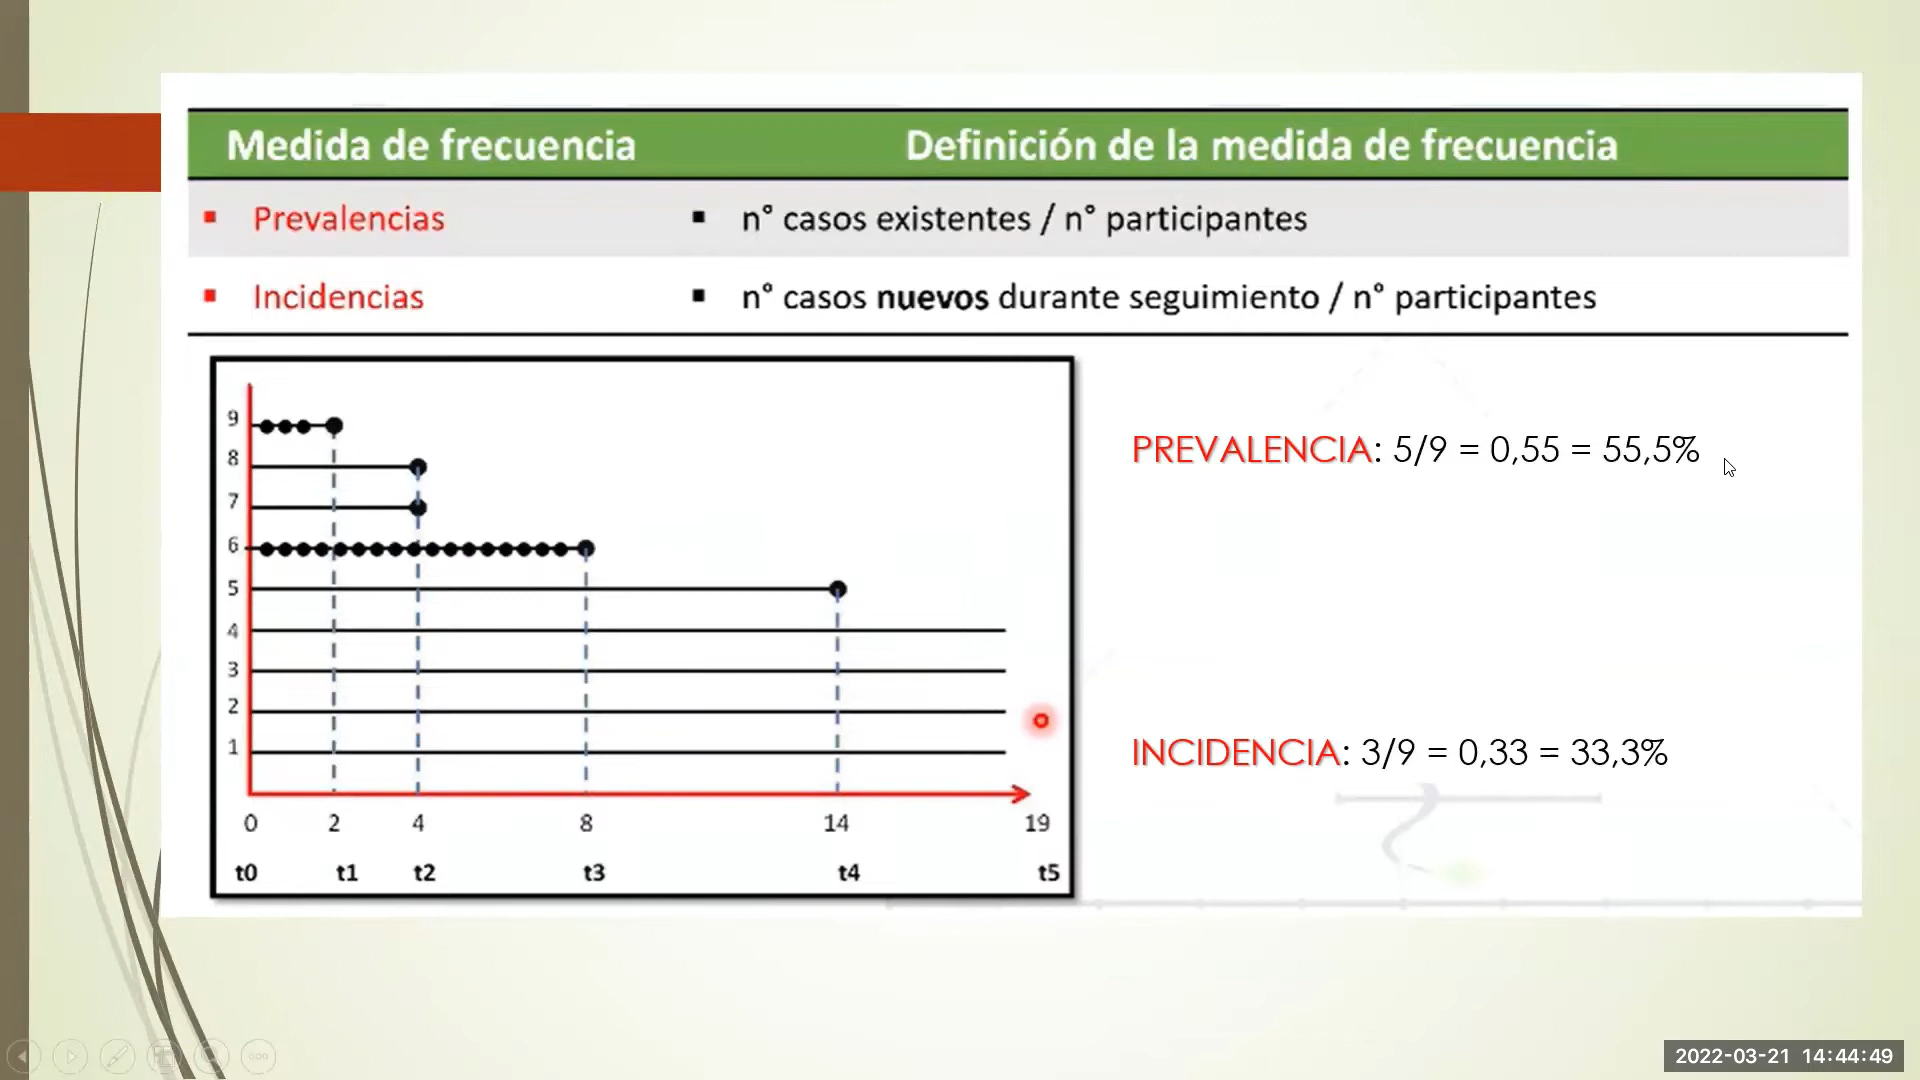 Medida de frecuencia Definición de la medida de frecuencia
▪ Prevalencias ▪ n° casos existentes / n° participantes
▪ Incidencias ▪ n° casos nuevos durante seguimiento / n° participantes
9
8
7
6
5
4
3
2
1
0 2 4 8 14 19
t0 t1 t2 t3 t4 t5
PREVALENCIA: 5/9 = 0,55 = 55,5%
INCIDENCIA: 3/9 = 0,33 = 33,3%
2022-03-21 14:44:49